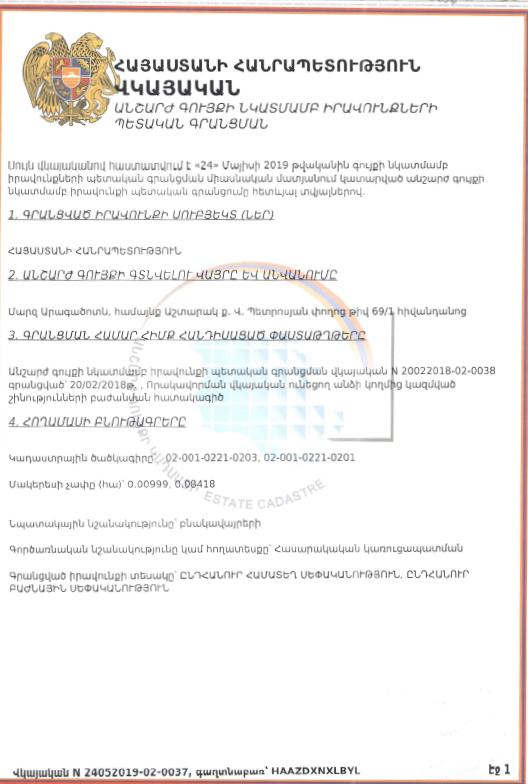 ՀԱՅԱՍՏԱՆԻ ՀԱՆՐԱՊԵՏՈՒԹՅՈՒՆ
ՎԿԱՅԱԿԱՆ
ԱՆՇԱՐԺ ԳՈՒՅՔԻ ՆԿԱՏՄԱՄԲ ԻՐԱՎՈՒՆՔՆԵՐԻ
ՊԵՏԱԿԱՆ ԳՐԱՆՑՄԱՆ
Սույն վկայականով հաստատվում է «24» Մայիսի 2019 թվականին գույքի նկատմամբ
իրավունքների պետական գրանցման միասնական մատյանում կատարված անշարժ գույքի
նկատմամբ իրավունքի պետական գրանցումը հետևյալ տվյալներով.
1. ԳՐԱՆՑՎԱԾ ԻՐԱՎՈՒՆՔԻ ՍՈՒԲՅԵԿՏ (ՆԵՐ)
ՀԱՅԱՍՏԱՆԻ ՀԱՆՐԱՊԵՏՈՒԹՅՈՒՆ
2. ԱՆՇԱՐԺ ԳՈՒՅՔԻ ԳՏՆՎԵԼՈՒ ՎԱՅՐԸ ԵՎ ԱՆՎԱՆՈՒՄԸ
Մարզ Արագածոտն, համայնք Աշտարակ ք. Վ. Պետրոսյան փողոց թիվ 69/1 հիվանդանոց
3. ԳՐԱՆՑՄԱՆ ՀԱՄԱՐ ՀԻՄՔ ՀԱՆԴԻՍԱՑԱԾ ՓԱՍՏԱԹՂԹԵՐԸ
Անշարժ գույքի նկատմամբ իրավունքի պետական գրանցման վկայական N 20022018-02-0038
գրանցված՝ 20/02/2018թ. , Որակավորման վկայական ունեցող անձի կողմից կազմված
շինությունների բաժանման հատակագիծ
4. ՀՈՂԱՄԱՍԻ ԲՆՈՒԹԱԳՐԵՐԸ
Կադաստրային ծածկագիրը՝ 02-001-0221-0203, 02-001-0221-0201
Մակերեսի չափը (հա)՝ 0.00999, 0.08418
ESTATE CADASTRE
Նպատակային նշանակությունը՝ բնակավայրերի
Գործառնական նշանակությունը կամ հողատեսքը՝ Հասարակական կառուցապատման
Գրանցված իրավունքի տեսակը՝ ԸՆԴՀԱՆՈՒՐ ՀԱՄԱՏԵՂ ՍԵՓԱԿԱՆՈՒԹՅՈՒՆ, ԸՆԴՀԱՆՈՒՐ
ԲԱԺՆԱՅԻՆ ՍԵՓԱԿԱՆՈՒԹՅՈՒՆ
Վկայական N 24052019-02-0037, գաղտնաբառ՝ HAAZDXNXLBYL
Էջ 1